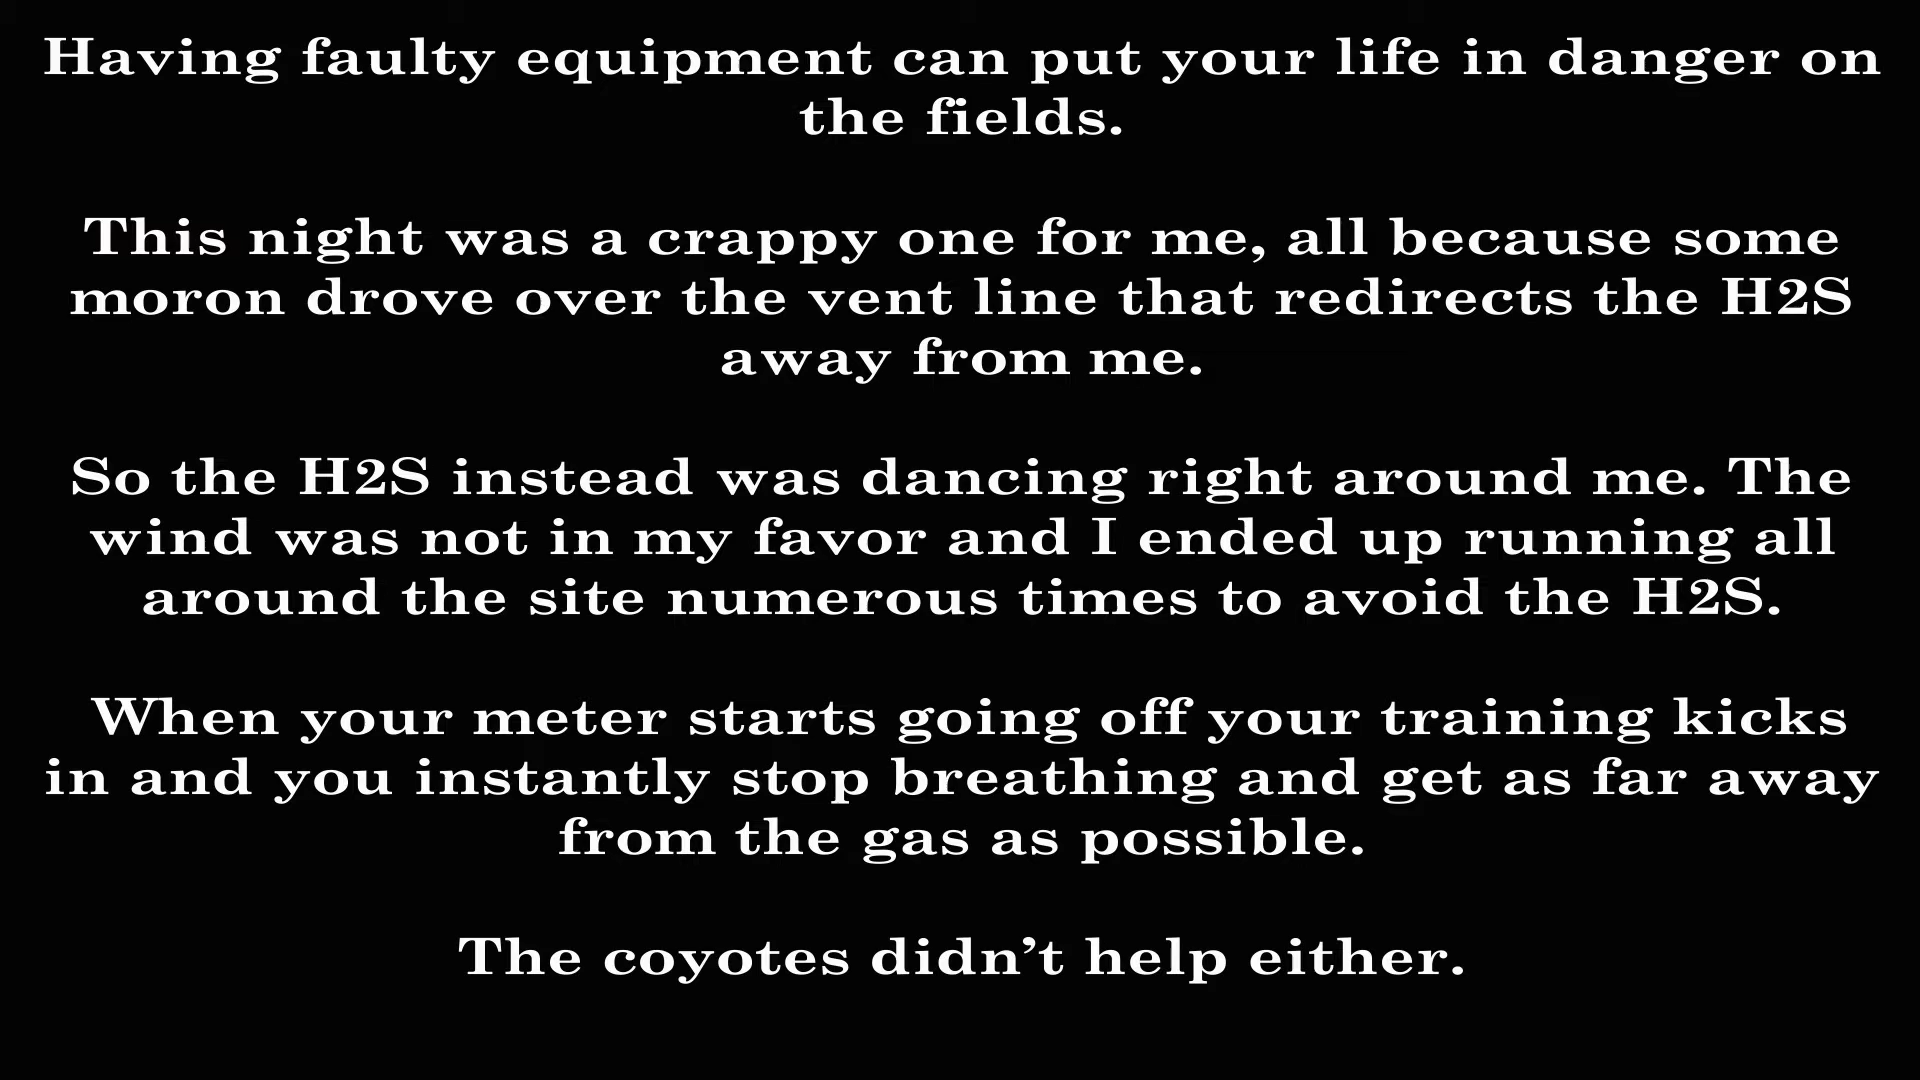 Having faulty equipment can put your life in danger on
the fields.
This night was a crappy one for me, all because some
moron drove over the vent line that redirects the H2S
away from me.
So the H2S instead was dancing right around me. The
wind was not in my favor and I ended up running all
around the site numerous times to avoid the H2S.
When your meter starts going off your training kicks
in and you instantly stop breathing and get as far away
from the gas as possible.
The coyotes didn’t help either.